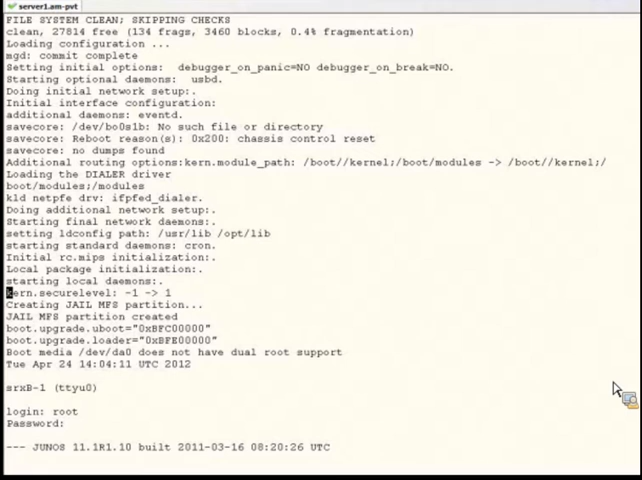 server1.am-pvt
FILE SYSTEM CLEAN; SKIPPING CHECKS
clean, 27814 free (134 frags, 3460 blocks, 0.4% fragmentation)
Loading configuration ...
mgd: commit complete
Setting initial options:  debugger_on_panic=NO debugger_on_break=NO.
Starting optional daemons:  usbd.
Doing initial network setup:.
Initial interface configuration:
additional daemons: eventd.
savecore: /dev/bo0s1b: No such file or directory
savecore: Reboot reason(s): 0x200: chassis control reset
savecore: no dumps found
Additional routing options:kern.module_path: /boot//kernel;/boot/modules -> /boot//kernel;/
Loading the DIALER driver
boot/modules;/modules
kld netpfe drv: ifpfed_dialer.
Doing additional network setup:.
Starting final network daemons:.
setting ldconfig path: /usr/lib /opt/lib
starting standard daemons: cron.
Initial rc.mips initialization:.
Local package initialization:.
starting local daemons:.
kern.securelevel: -1 -> 1
Creating JAIL MFS partition...
JAIL MFS partition created
boot.upgrade.uboot="0xBFC00000"
boot.upgrade.loader="0xBFE00000"
Boot media /dev/da0 does not have dual root support
Tue Apr 24 14:04:11 UTC 2012
srxB-1 (ttyu0)
login: root
Password:
--- JUNOS 11.1R1.10 built 2011-03-16 08:20:26 UTC